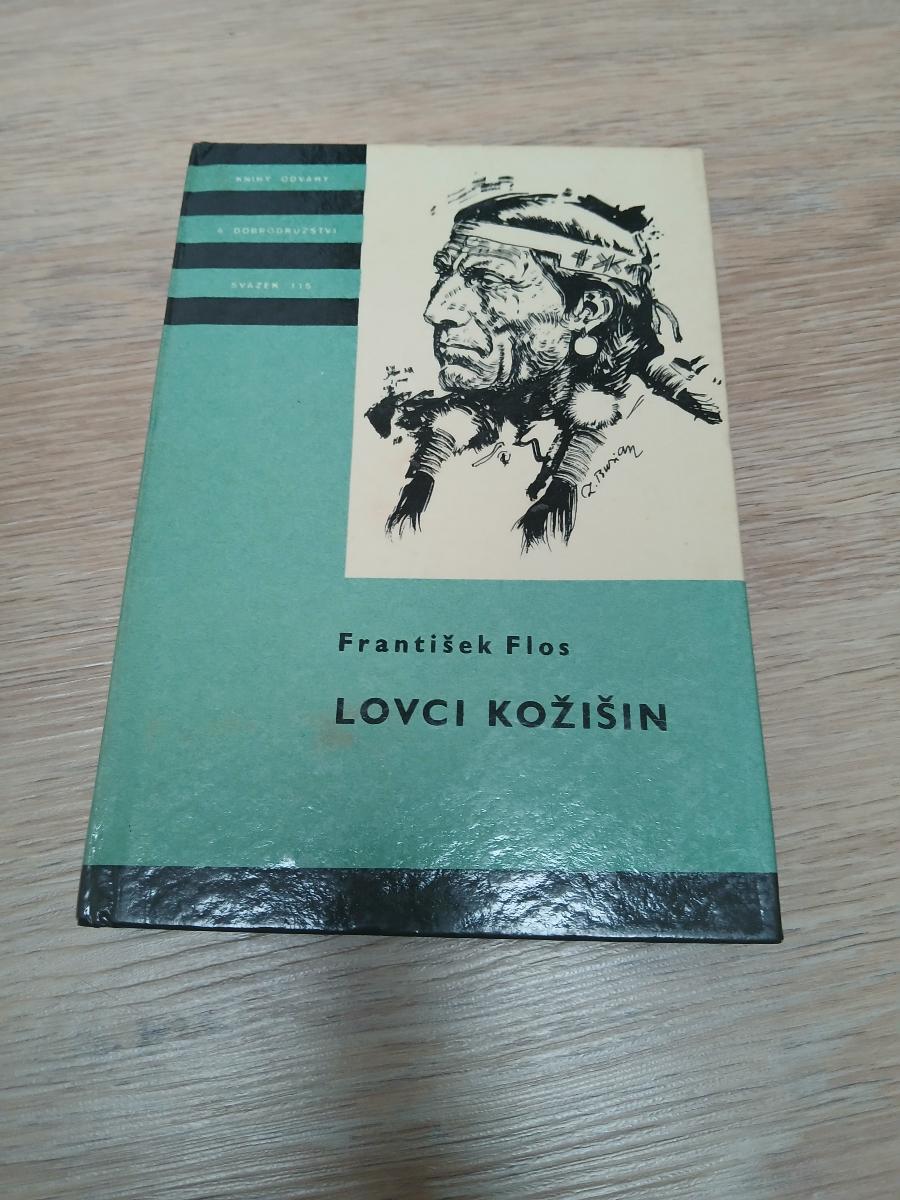 KNIHY ODVAHY
A DOBRODRUŽSTVÍ
SVAZEK 115
Z. Burian
František Flos
LOVCI KOŽIŠIN